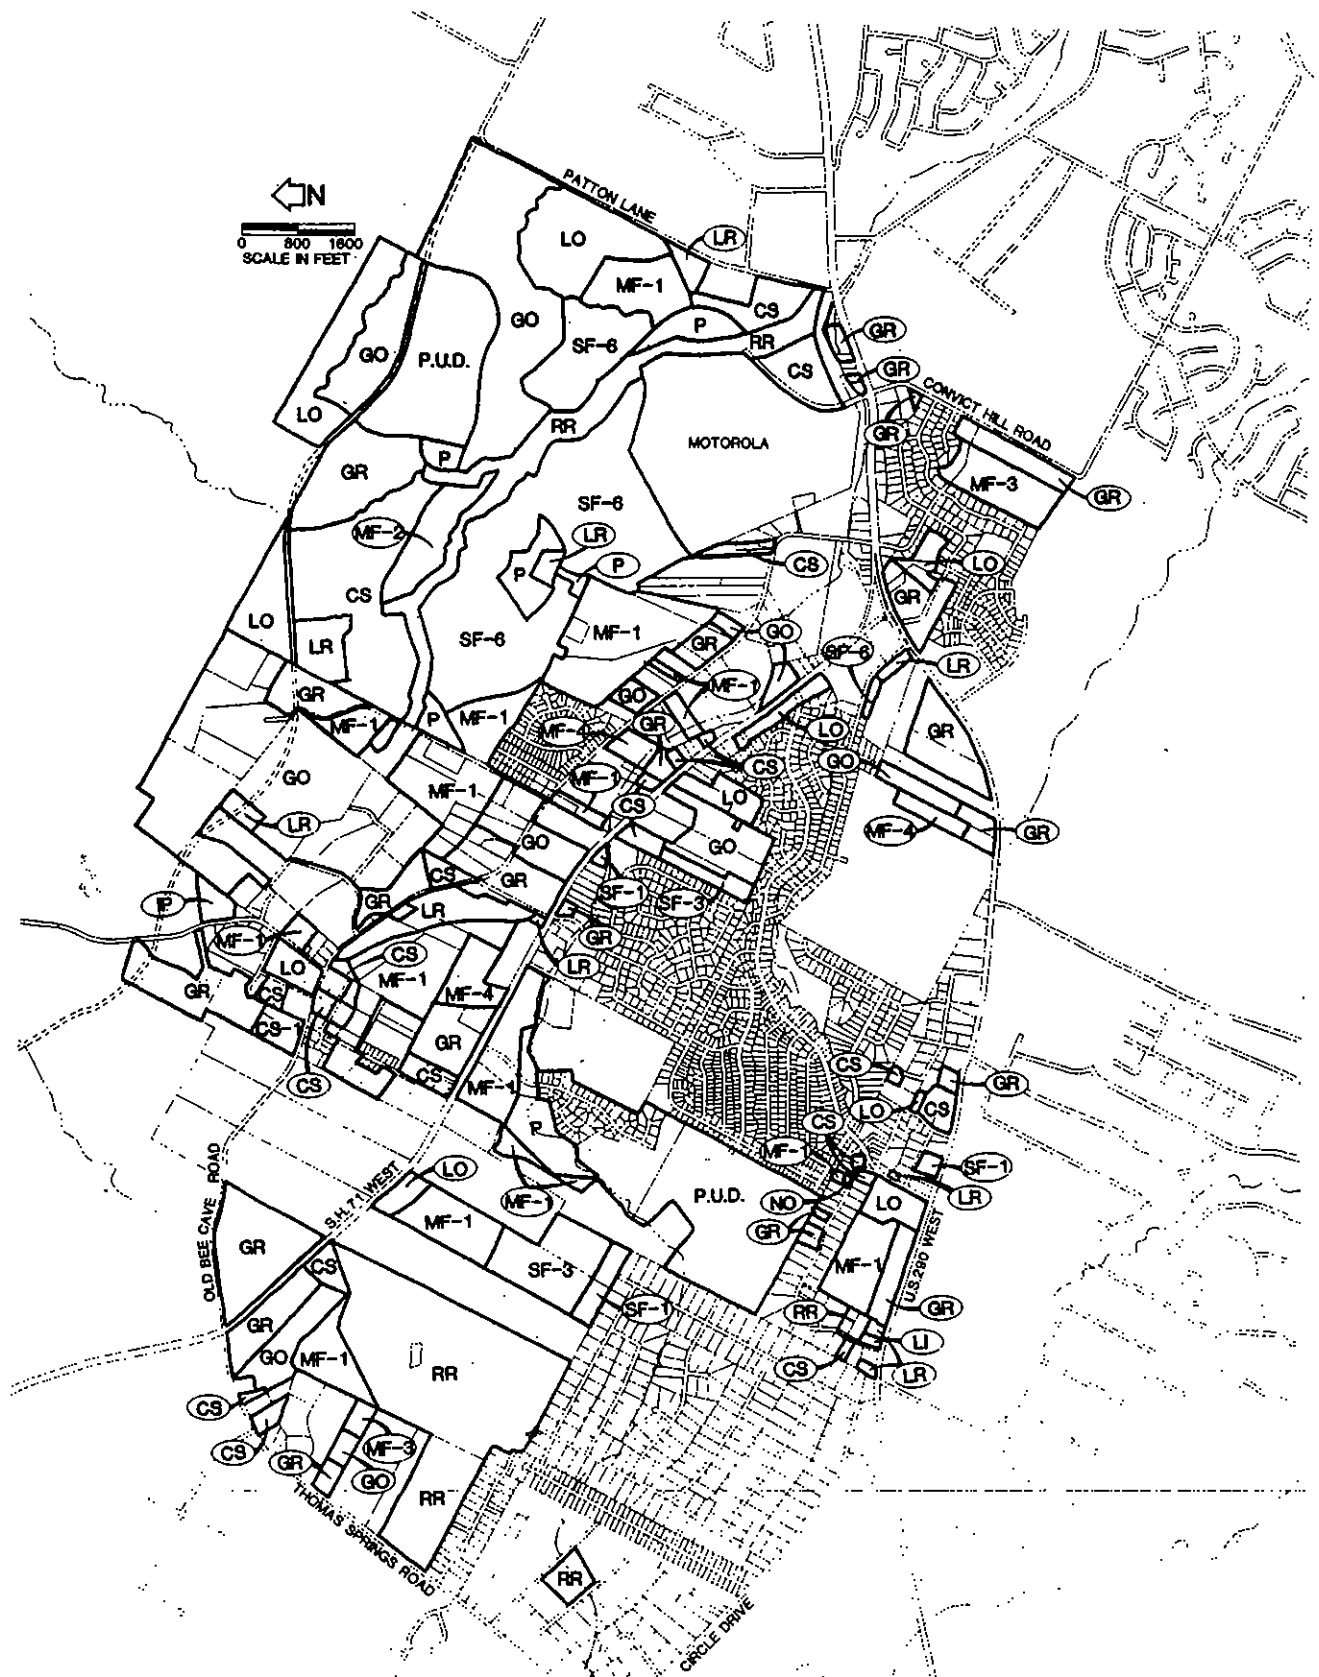 PATTON LANE
N
0 800 1600
SCALE IN FEET
LO
LR
MF-1
GO
CS
P
GR
GO
P.U.D.
SF-6
RR
CS
GR
LO
CONVICT HILL ROAD
RR
GR
MOTOROLA
P
GR
MF-3
GR
SF-6
MF-2
LR
P
P
CS
LO
CS
GR
LO
LR
SF-6
MF-1
GR
GO
SF-6
LR
GR
MF-1
GO
P
MF-1
MF-1
MF-4
GR
LO
GR
GO
MF-1
MF-1
CS
GO
LO
CS
LR
MF-4
GR
GO
GO
CS
GR
SF-1
SF-3
IP
GR
LR
MF-1
GR
CS
LR
LO
MF-1
GR
CS
MF-4
CS-1
GR
CS
CS
MF-1
CS
GR
LO
CS
P
CS
MF-1
SF-1
OLD BEE CAVE ROAD
S.H. 71 WEST
LO
MF-1
P.U.D.
NO
LO
LR
MF-1
GR
GR
MF-1
U.S. 290 WEST
CS
SF-3
SF-1
GR
RR
LI
GR
GO
MF-1
RR
CS
LR
CS
CS
MF-3
GR
GO
RR
THOMAS SPRINGS ROAD
RR
CIRCLE DRIVE